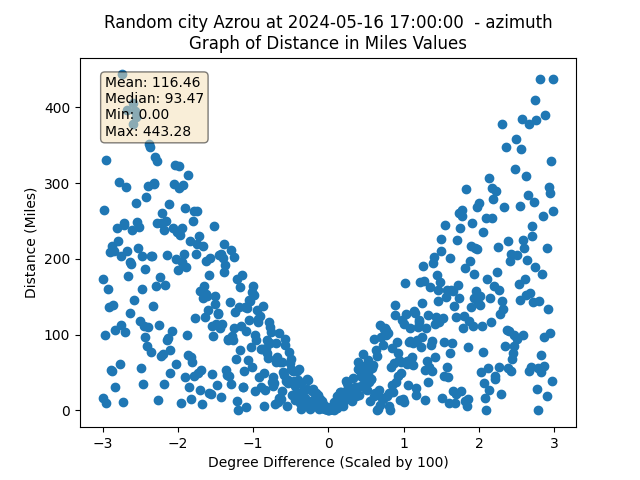 Random city Azrou at 2024-05-16 17:00:00 - azimuth
Graph of Distance in Miles Values
Mean: 116.46
Median: 93.47
Min: 0.00
Max: 443.28
Distance (Miles)
400
300
200
100
0
−3 −2 −1 0 1 2 3
Degree Difference (Scaled by 100)